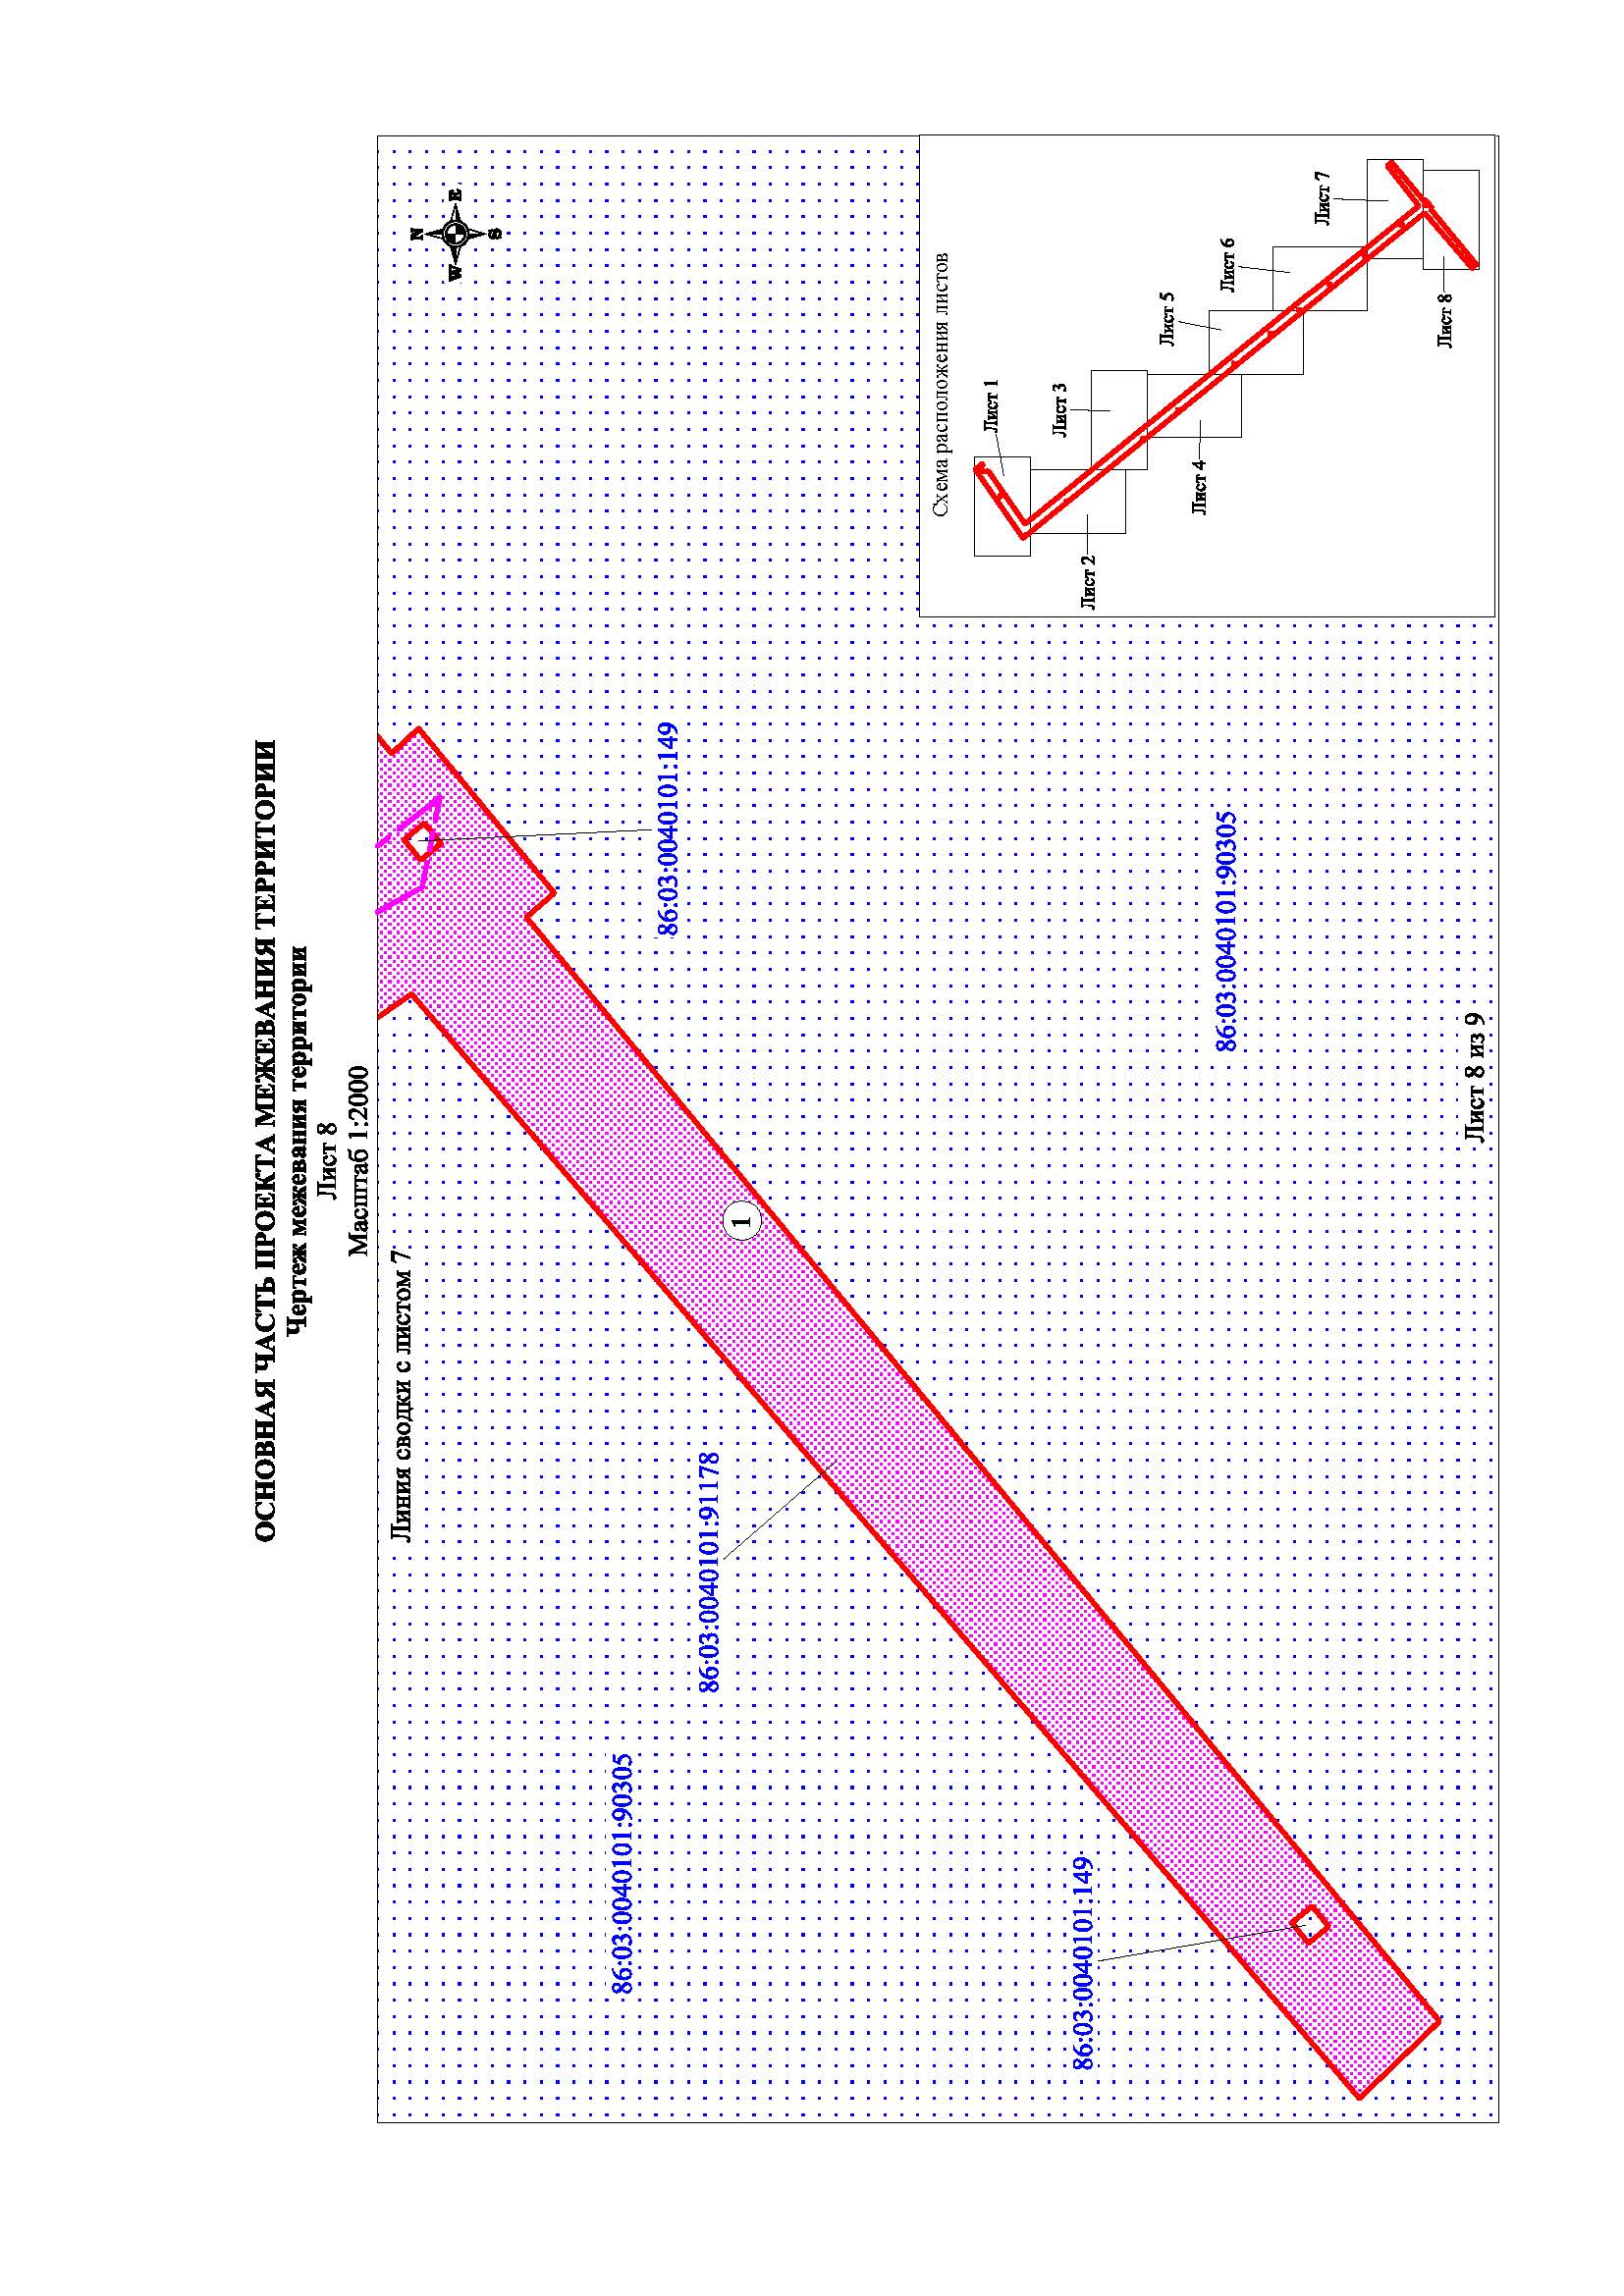 ОСНОВНАЯ ЧАСТЬ ПРОЕКТА МЕЖЕВАНИЯ ТЕРРИТОРИИ
Чертеж межевания территории
Лист 8
Масштаб 1:2000
Линия сводки с листом 7
N
W
E
S
86:03:0040101:149
86:03:0040101:90305
86:03:0040101:91178
1
86:03:0040101:149
86:03:0040101:90305
Схема расположения листов
Лист 1
Лист 2
Лист 3
Лист 4
Лист 5
Лист 6
Лист 7
Лист 8
Лист 8 из 9